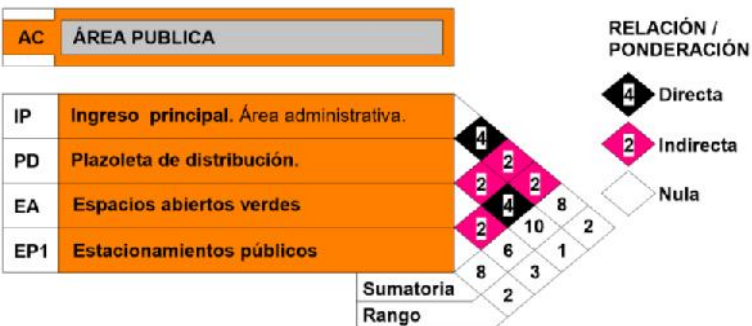 AC ÁREA PUBLICA
RELACIÓN /
PONDERACIÓN
4 Directa
2 Indirecta
Nula
IP Ingreso principal. Área administrativa.
PD Plazoleta de distribución.
EA Espacios abiertos verdes
EP1 Estacionamientos públicos
4
2
2 2
4 8
2 10 2
6 1
8 3
2
Sumatoria
Rango